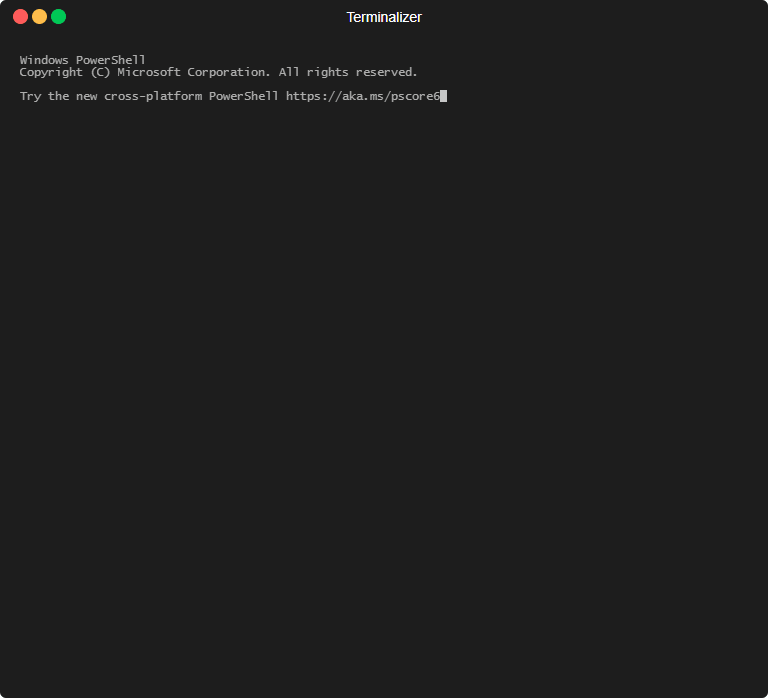 Terminalizer
Windows PowerShell
Copyright (C) Microsoft Corporation. All rights reserved.
Try the new cross-platform PowerShell https://aka.ms/pscore6